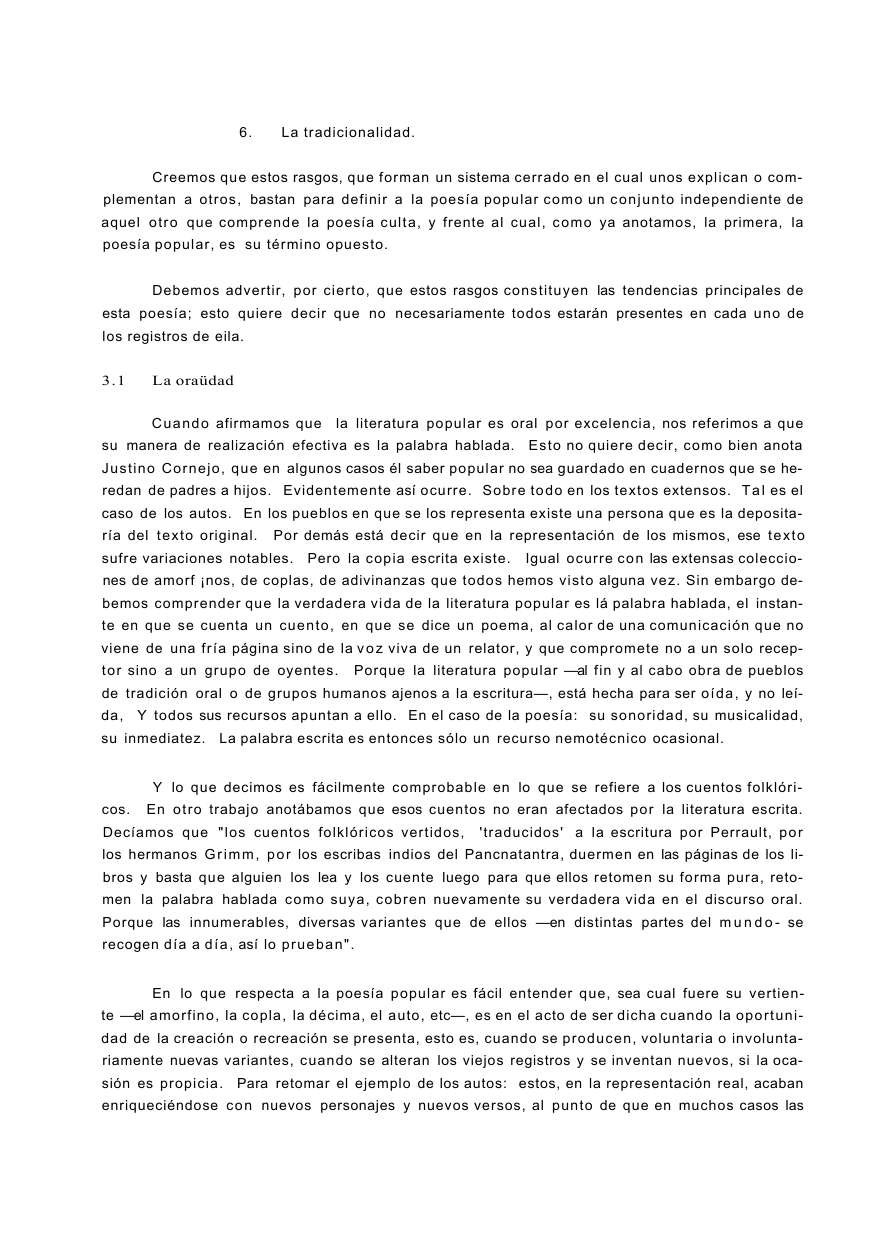 6. La tradicionalidad.
Creemos que estos rasgos, que forman un sistema cerrado en el cual unos explican o com-
plementan a otros, bastan para definir a la poesía popular como un conjunto independiente de
aquel otro que comprende la poesía culta, y frente al cual, como ya anotamos, la primera, la
poesía popular, es su término opuesto.
Debemos advertir, por cierto, que estos rasgos constituyen las tendencias principales de
esta poesía; esto quiere decir que no necesariamente todos estarán presentes en cada uno de
los registros de eila.
3.1 La oraüdad
Cuando afirmamos que la literatura popular es oral por excelencia, nos referimos a que
su manera de realización efectiva es la palabra hablada. Esto no quiere decir, como bien anota
Justino Cornejo, que en algunos casos él saber popular no sea guardado en cuadernos que se he-
redan de padres a hijos. Evidentemente así ocurre. Sobre todo en los textos extensos. Tal es el
caso de los autos. En los pueblos en que se los representa existe una persona que es la deposita-
ría del texto original. Por demás está decir que en la representación de los mismos, ese texto
sufre variaciones notables. Pero la copia escrita existe. Igual ocurre con las extensas coleccio-
nes de amorf ¡nos, de coplas, de adivinanzas que todos hemos visto alguna vez. Sin embargo de-
bemos comprender que la verdadera vida de la literatura popular es lá palabra hablada, el instan-
te en que se cuenta un cuento, en que se dice un poema, al calor de una comunicación que no
viene de una fría página sino de la voz viva de un relator, y que compromete no a un solo recep-
tor sino a un grupo de oyentes. Porque la literatura popular —al fin y al cabo obra de pueblos
de tradición oral o de grupos humanos ajenos a la escritura—, está hecha para ser oída, y no leí-
da, Y todos sus recursos apuntan a ello. En el caso de la poesía: su sonoridad, su musicalidad,
su inmediatez. La palabra escrita es entonces sólo un recurso nemotécnico ocasional.
Y lo que decimos es fácilmente comprobable en lo que se refiere a los cuentos folklóri-
cos. En otro trabajo anotábamos que esos cuentos no eran afectados por la literatura escrita.
Decíamos que "los cuentos folklóricos vertidos, 'traducidos' a la escritura por Perrault, por
los hermanos Grimm, por los escribas indios del Pancnatantra, duermen en las páginas de los li-
bros y basta que alguien los lea y los cuente luego para que ellos retomen su forma pura, reto-
men la palabra hablada como suya, cobren nuevamente su verdadera vida en el discurso oral.
Porque las innumerables, diversas variantes que de ellos —en distintas partes del mundo- se
recogen día a día, así lo prueban".
En lo que respecta a la poesía popular es fácil entender que, sea cual fuere su vertien-
te —el amorfino, la copla, la décima, el auto, etc—, es en el acto de ser dicha cuando la oportuni-
dad de la creación o recreación se presenta, esto es, cuando se producen, voluntaria o involunta-
riamente nuevas variantes, cuando se alteran los viejos registros y se inventan nuevos, si la oca-
sión es propicia. Para retomar el ejemplo de los autos: estos, en la representación real, acaban
enriqueciéndose con nuevos personajes y nuevos versos, al punto de que en muchos casos las